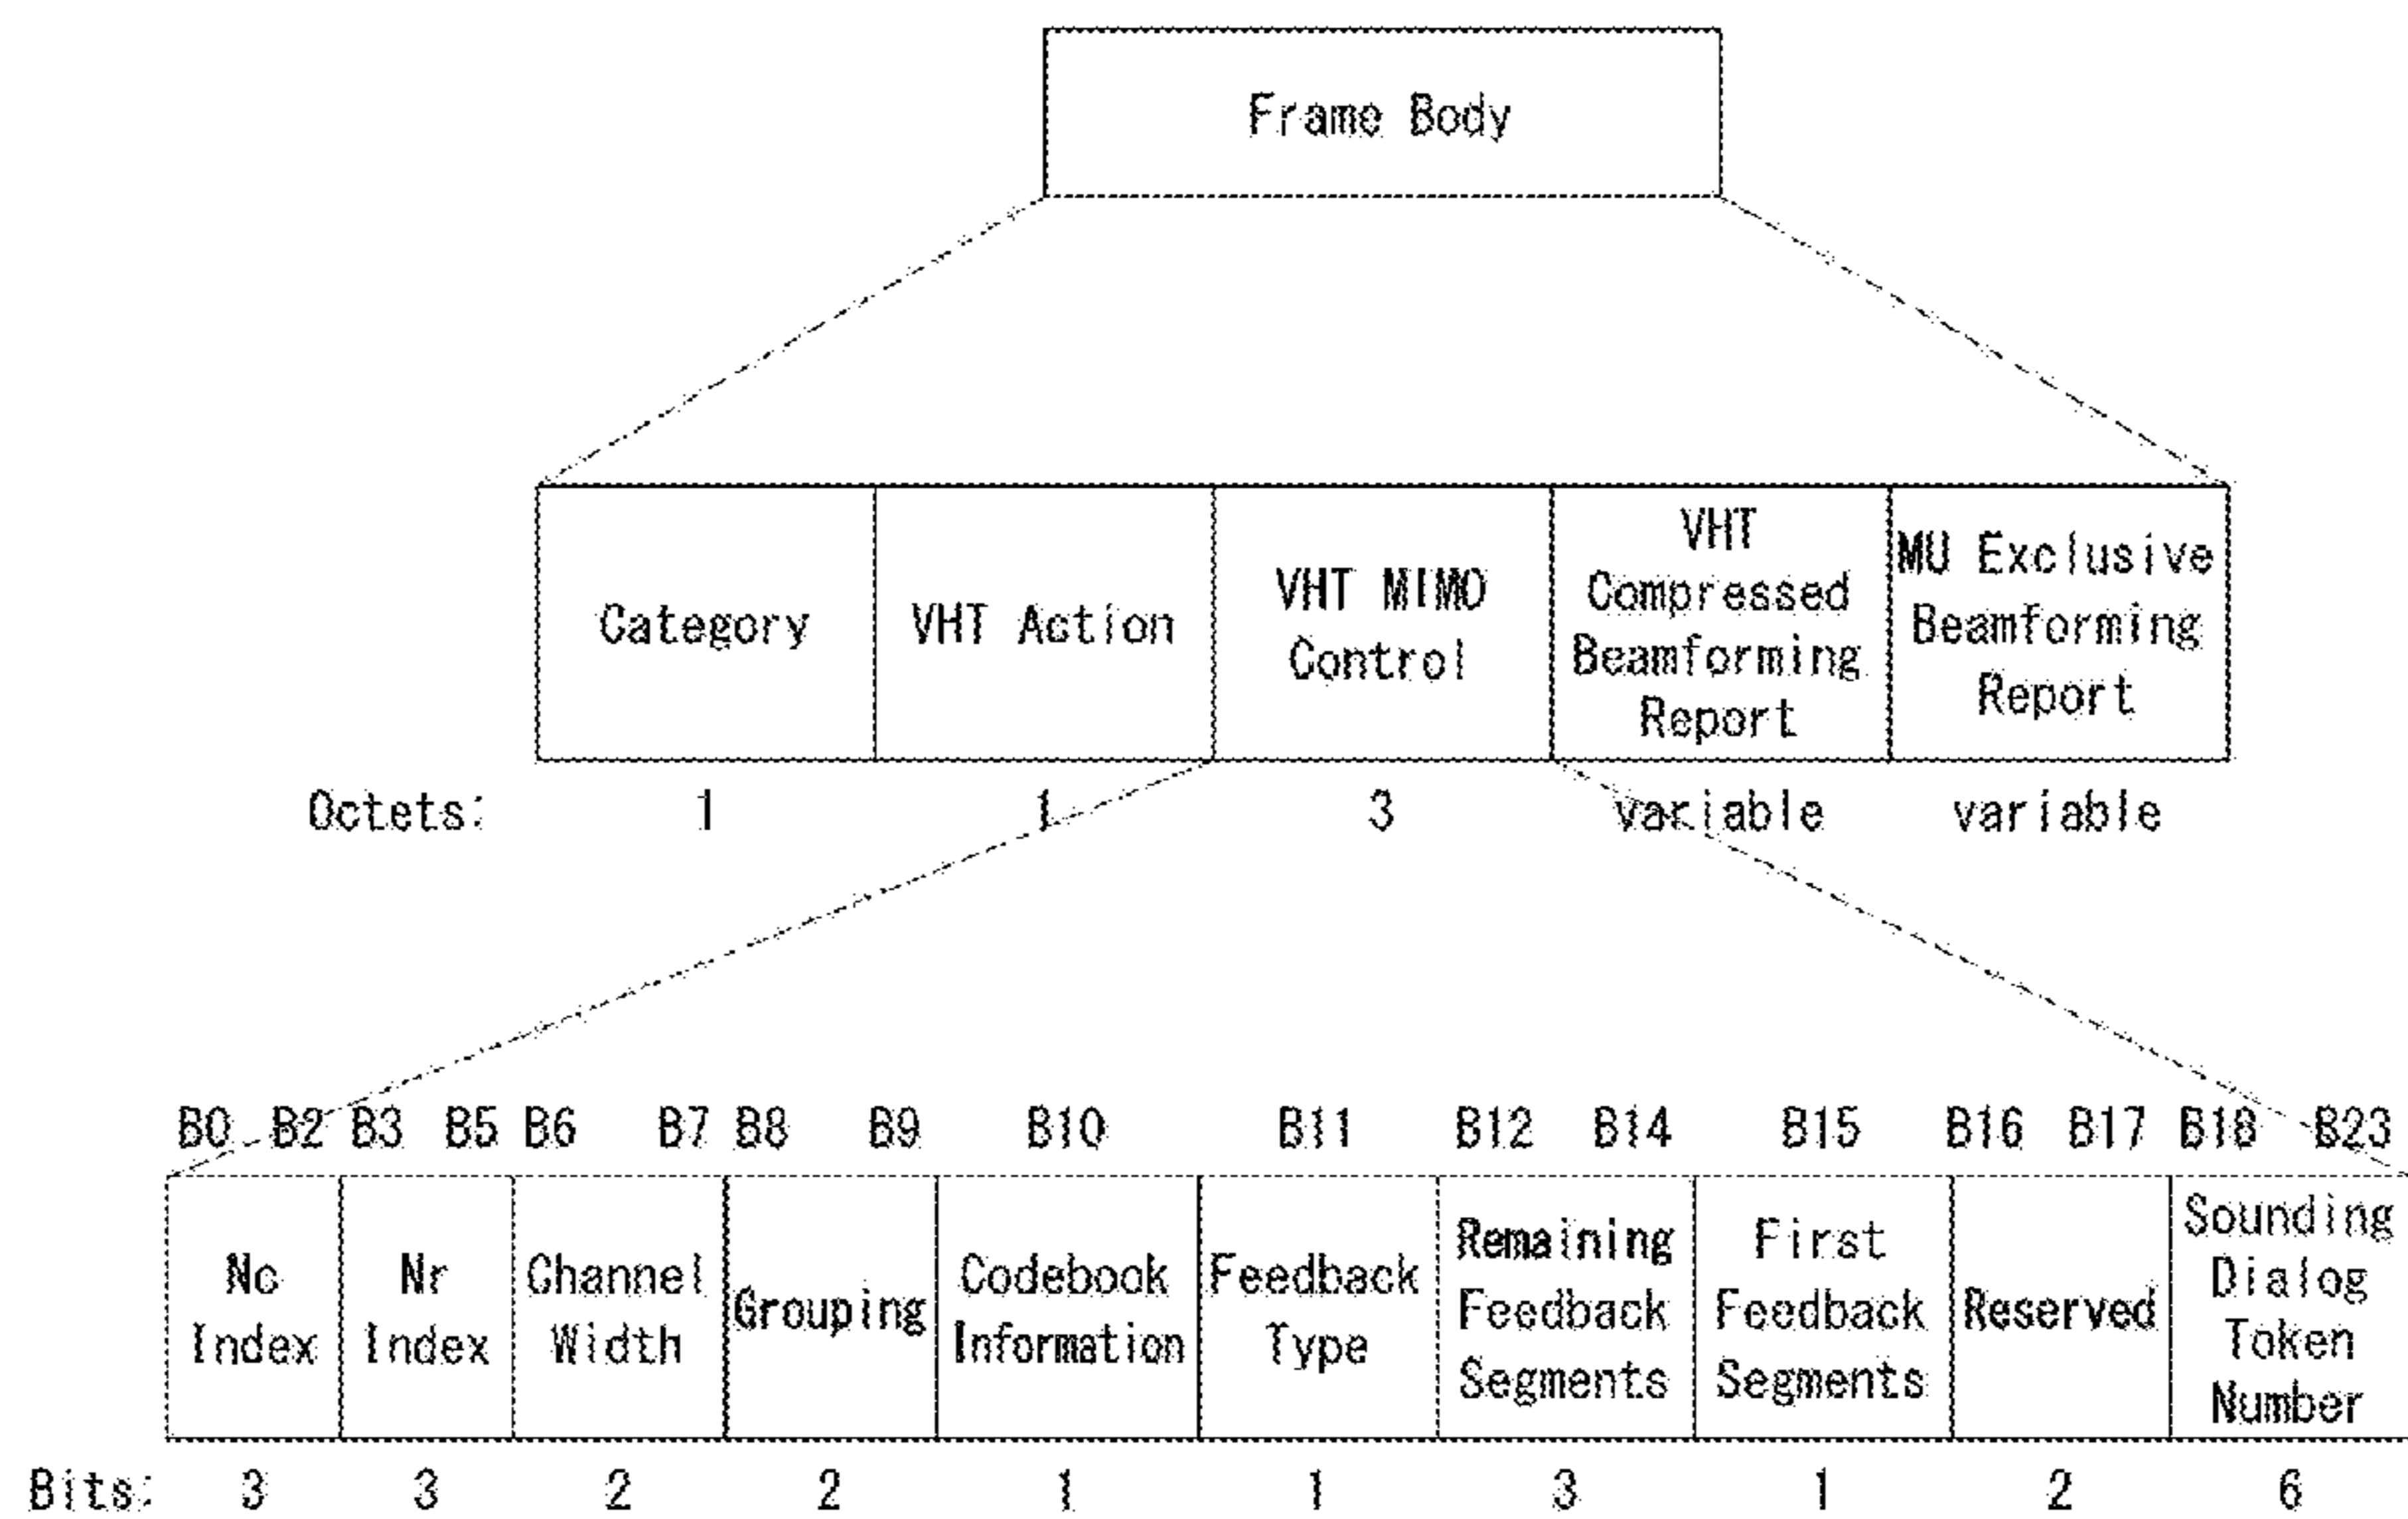 Frame Body
Category
VHT Action
VHT MIMO
Control
VHT
Compressed
Beamforming
Report
MU Exclusive
Beamforming
Report
Octets: 1 1 3 variable variable
B0 B2 B3 B5 B6 B7 B8 B9 B10 B11 B12 B14 B15 B16 B17 B18 B23
Nc
Index
Nr
Index
Channel
Width
Grouping
Codebook
Information
Feedback
Type
Remaining
Feedback
Segments
First
Feedback
Segments
Reserved
Sounding
Dialog
Token
Number
Bits: 3 3 2 2 1 1 3 1 2 6